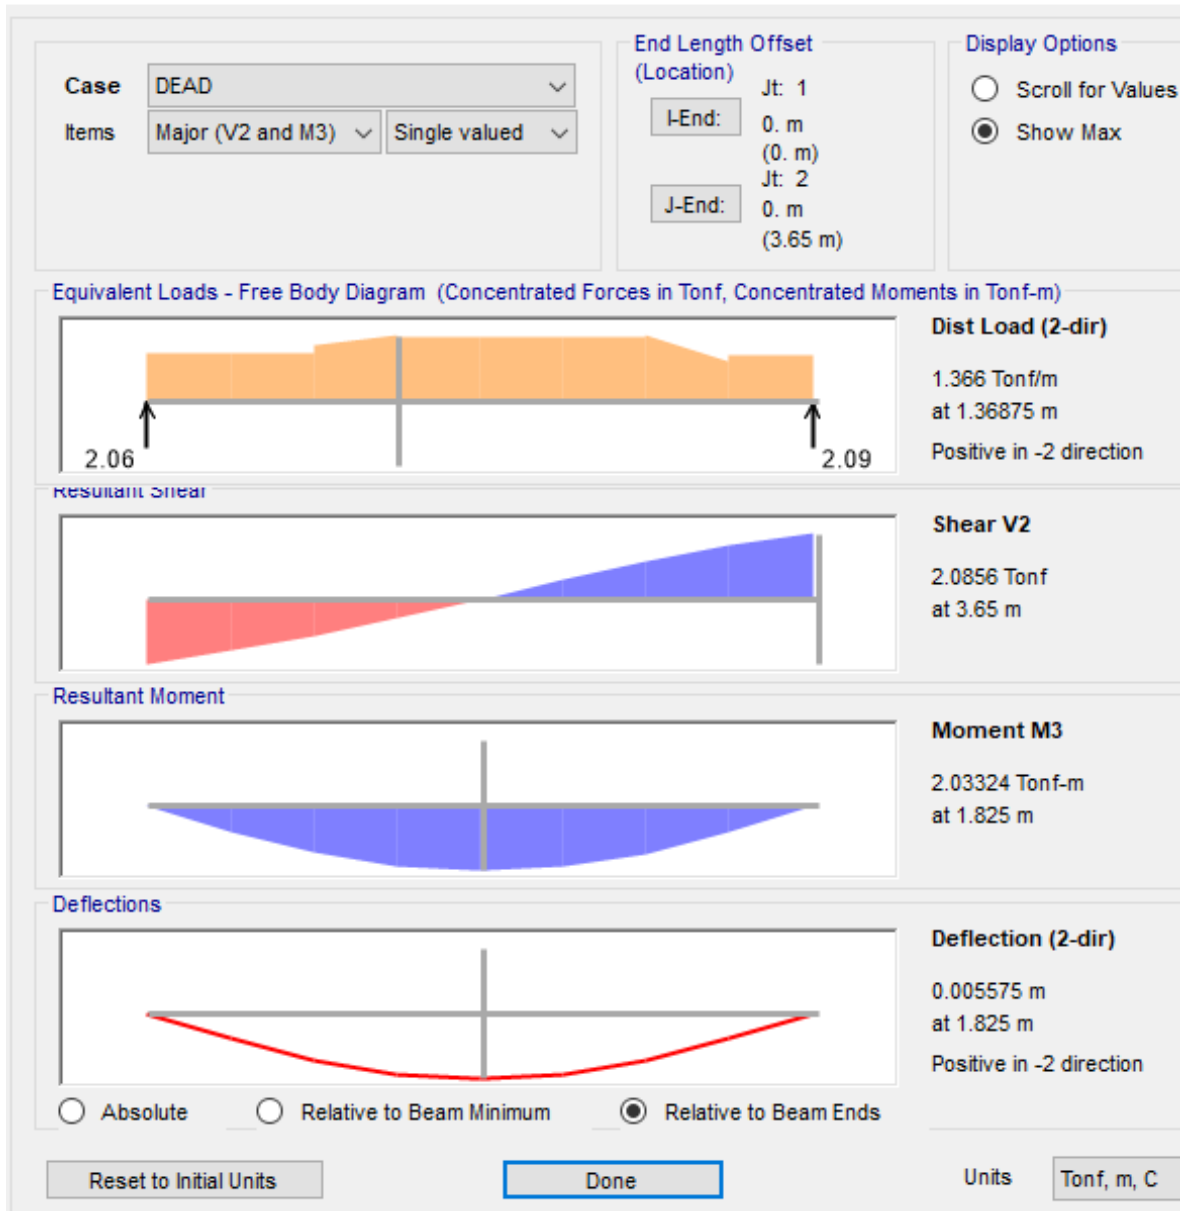 Case
DEAD
Items
Major (V2 and M3)
Single valued
End Length Offset
(Location)
I-End:
Jt: 1
0. m
(0. m)
J-End:
Jt: 2
0. m
(3.65 m)
Display Options
Scroll for Values
Show Max
Equivalent Loads - Free Body Diagram (Concentrated Forces in Tonf, Concentrated Moments in Tonf-m)
2.06
2.09
Dist Load (2-dir)
1.366 Tonf/m
at 1.36875 m
Positive in -2 direction
Resultant Shear
Shear V2
2.0856 Tonf
at 3.65 m
Resultant Moment
Moment M3
2.03324 Tonf-m
at 1.825 m
Deflections
Deflection (2-dir)
0.005575 m
at 1.825 m
Positive in -2 direction
Absolute
Relative to Beam Minimum
Relative to Beam Ends
Reset to Initial Units
Done
Units
Tonf, m, C